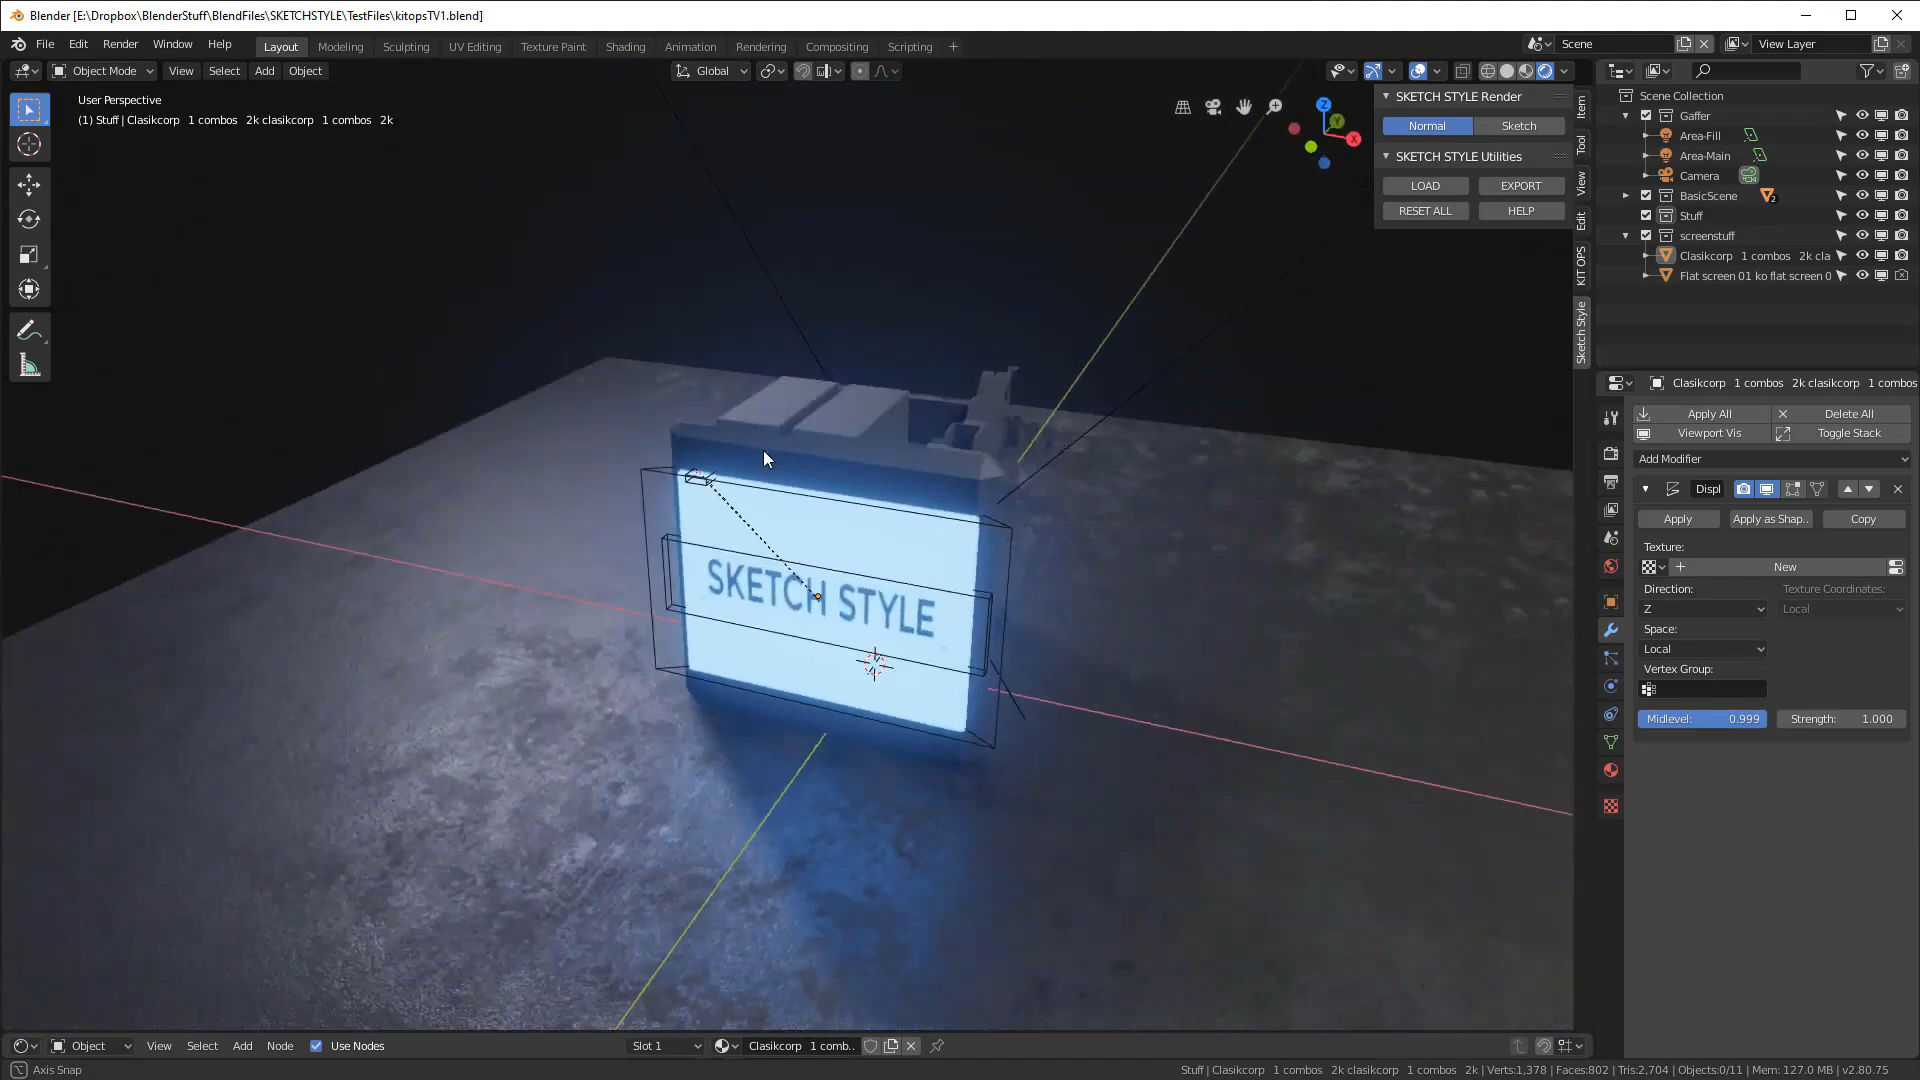 Blender [E:\Dropbox\BlenderStuff\BlendFiles\SKETCHSTYLE\TestFiles\kitopsTV1.blend]
File Edit Render Window Help Layout Modeling Sculpting UV Editing Texture Paint Shading Animation Rendering Compositing Scripting + Scene View Layer
Object Mode View Select Add Object Global
User Perspective
(1) Stuff | Clasikcorp 1 combos 2k clasikcorp 1 combos 2k
Z
Y
X
SKETCH STYLE Render
Normal Sketch
SKETCH STYLE Utilities
LOAD EXPORT
RESET ALL HELP
Item
Tool
View
Edit
KIT OPS
Sketch Style
SKETCH STYLE
Scene Collection
Gaffer
Area-Fill
Area-Main
Camera
BasicScene 2
Stuff
screenstuff
Clasikcorp 1 combos 2k cla
Flat screen 01 ko flat screen 0
Clasikcorp 1 combos 2k clasikcorp 1 combos
Apply All Delete All
Viewport Vis Toggle Stack
Add Modifier
Displ
Apply Apply as Shap.. Copy
Texture:
New
Direction: Texture Coordinates:
Z Local
Space:
Local
Vertex Group:
Midlevel: 0.999 Strength: 1.000
Object View Select Add Node Use Nodes Slot 1 Clasikcorp 1 comb..
Axis Snap
Stuff | Clasikcorp 1 combos 2k clasikcorp 1 combos 2k | Verts:1,378 | Faces:802 | Tris:2,704 | Objects:0/11 | Mem: 127.0 MB | v2.80.75